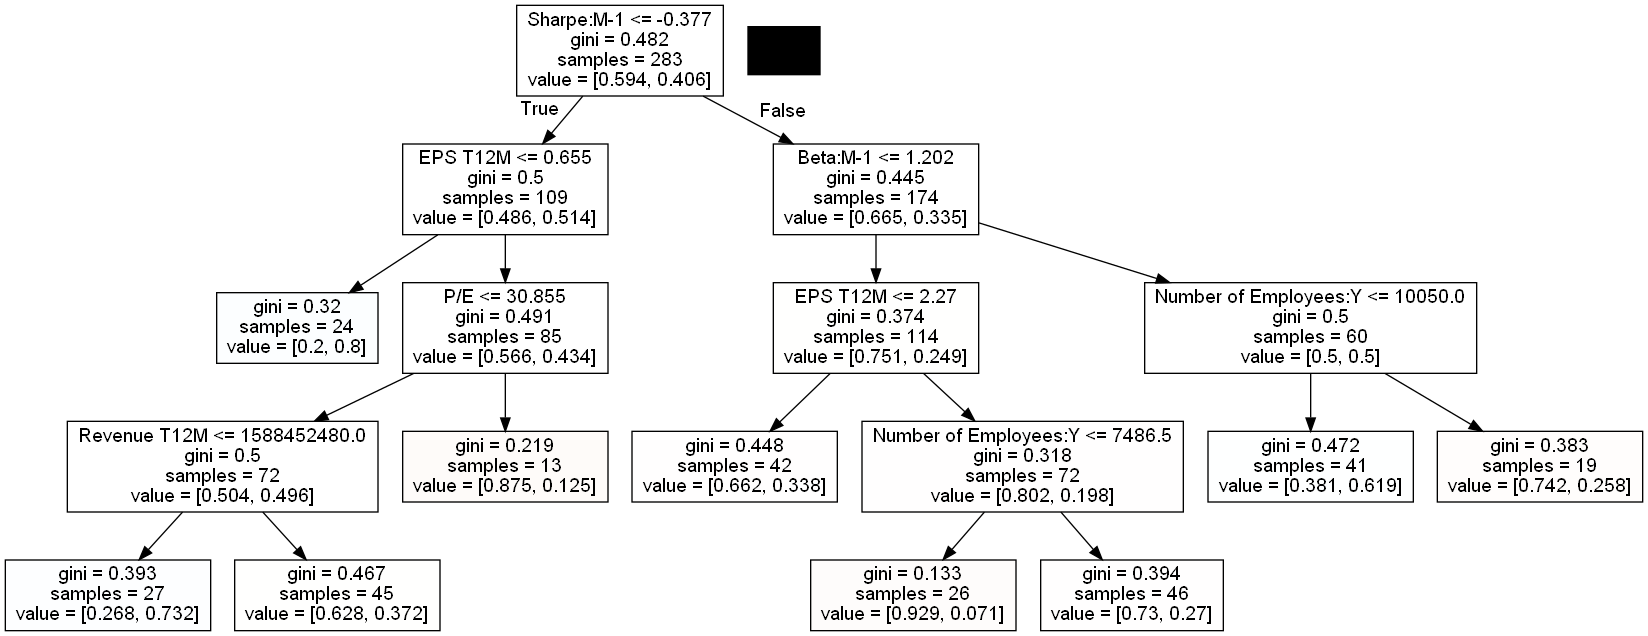 Sharpe:M-1 <= -0.377
gini = 0.482
samples = 283
value = [0.594, 0.406]
True
False
EPS T12M <= 0.655
gini = 0.5
samples = 109
value = [0.486, 0.514]
Beta:M-1 <= 1.202
gini = 0.445
samples = 174
value = [0.665, 0.335]
gini = 0.32
samples = 24
value = [0.2, 0.8]
P/E <= 30.855
gini = 0.491
samples = 85
value = [0.566, 0.434]
EPS T12M <= 2.27
gini = 0.374
samples = 114
value = [0.751, 0.249]
Number of Employees:Y <= 10050.0
gini = 0.5
samples = 60
value = [0.5, 0.5]
Revenue T12M <= 1588452480.0
gini = 0.5
samples = 72
value = [0.504, 0.496]
gini = 0.219
samples = 13
value = [0.875, 0.125]
gini = 0.448
samples = 42
value = [0.662, 0.338]
Number of Employees:Y <= 7486.5
gini = 0.318
samples = 72
value = [0.802, 0.198]
gini = 0.472
samples = 41
value = [0.381, 0.619]
gini = 0.383
samples = 19
value = [0.742, 0.258]
gini = 0.393
samples = 27
value = [0.268, 0.732]
gini = 0.467
samples = 45
value = [0.628, 0.372]
gini = 0.133
samples = 26
value = [0.929, 0.071]
gini = 0.394
samples = 46
value = [0.73, 0.27]